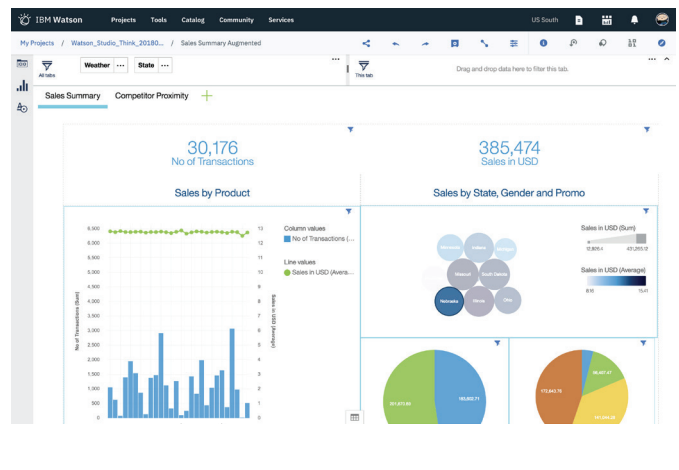 IBM Watson
Projects
Tools
Catalog
Community
Services
US South
My Projects / Watson_Studio_Think_20180... / Sales Summary Augmented
All tabs
Weather ...
State ...
This tab
Drag and drop data here to filter this tab.
Sales Summary
Competitor Proximity
30,176
No of Transactions
385,474
Sales in USD
Sales by Product
Sales by State, Gender and Promo
Column values
No of Transactions (...
Line values
Sales in USD (Avera...
No of Transactions (Sum)
6,500
6,000
5,500
5,000
4,500
4,000
3,500
3,000
2,500
2,000
1,500
1,000
500
0
13
12
11
10
9
8
7
6
5
4
3
2
1
0
Sales in USD (Average)
Sales in USD (Sum)
Sales in USD (Average)
8.16
15.41
Minnesota
Indiana
Missouri
South Dakota
Nebraska
Illinois
Ohio